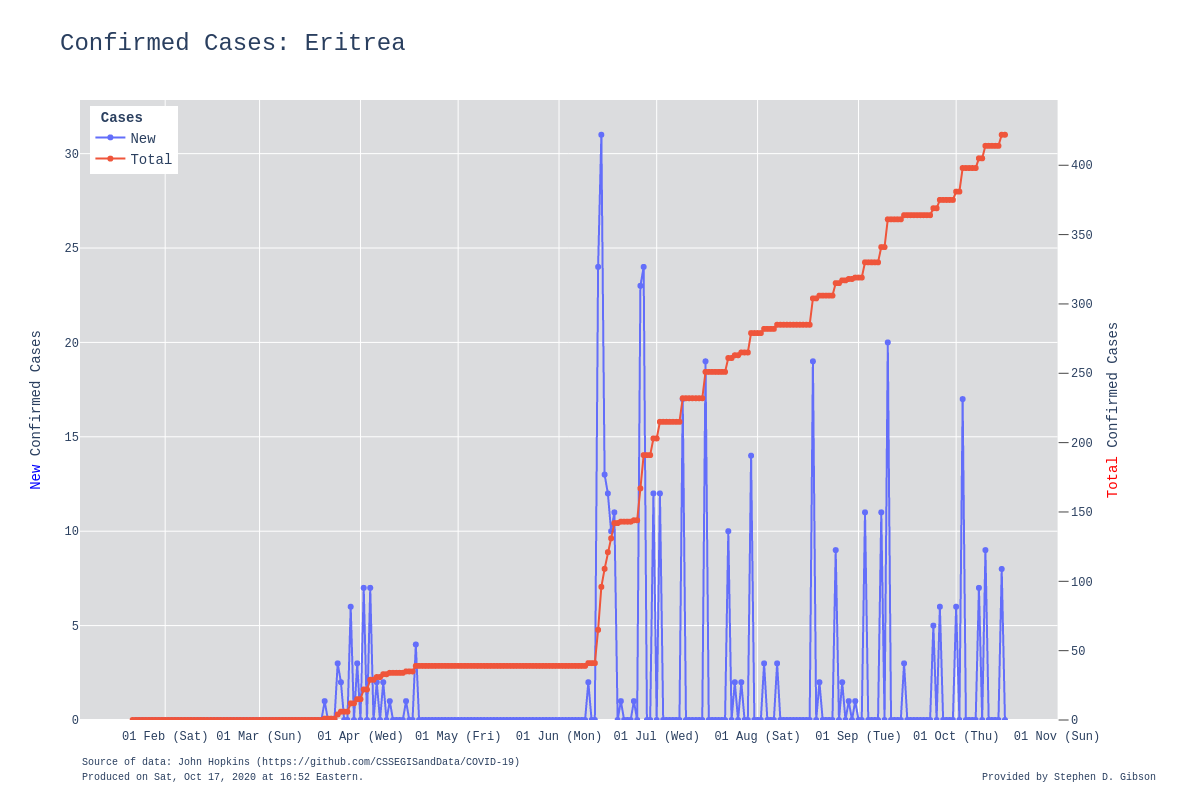 Confirmed Cases: Eritrea
Cases
New
Total
30
25
20
15
10
5
0
400
350
300
250
200
150
100
50
0
New Confirmed Cases
Total Confirmed Cases
01 Feb (Sat) 01 Mar (Sun) 01 Apr (Wed) 01 May (Fri) 01 Jun (Mon) 01 Jul (Wed) 01 Aug (Sat) 01 Sep (Tue) 01 Oct (Thu) 01 Nov (Sun)
Source of data: John Hopkins (https://github.com/CSSEGISandData/COVID-19)
Produced on Sat, Oct 17, 2020 at 16:52 Eastern.
Provided by Stephen D. Gibson